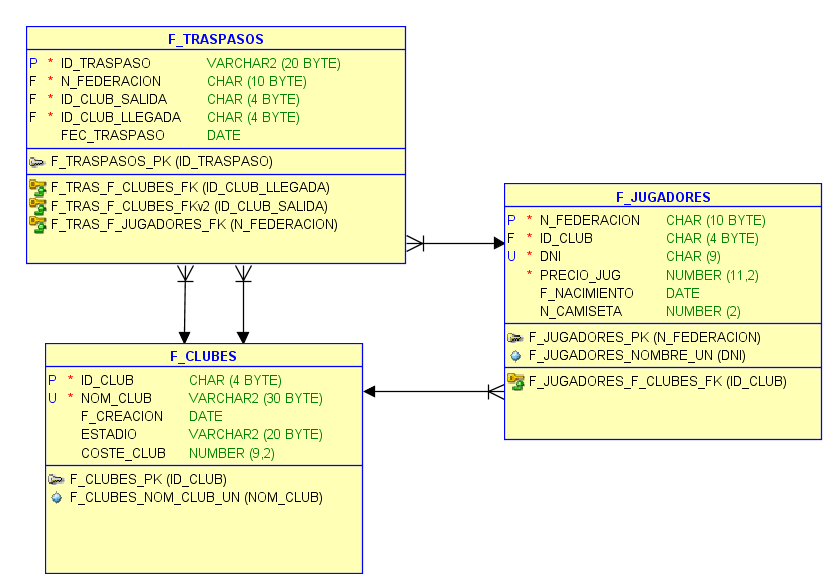 F_TRASPASOS
P * ID_TRASPASO VARCHAR2 (20 BYTE)
F * N_FEDERACION CHAR (10 BYTE)
F * ID_CLUB_SALIDA CHAR (4 BYTE)
F * ID_CLUB_LLEGADA CHAR (4 BYTE)
FEC_TRASPASO DATE
F_TRASPASOS_PK (ID_TRASPASO)
F_TRAS_F_CLUBES_FK (ID_CLUB_LLEGADA)
F_TRAS_F_CLUBES_FKv2 (ID_CLUB_SALIDA)
F_TRAS_F_JUGADORES_FK (N_FEDERACION)
F_JUGADORES
P * N_FEDERACION CHAR (10 BYTE)
F * ID_CLUB CHAR (4 BYTE)
U * DNI CHAR (9)
* PRECIO_JUG NUMBER (11,2)
F_NACIMIENTO DATE
N_CAMISETA NUMBER (2)
F_JUGADORES_PK (N_FEDERACION)
F_JUGADORES_NOMBRE_UN (DNI)
F_JUGADORES_F_CLUBES_FK (ID_CLUB)
F_CLUBES
P * ID_CLUB CHAR (4 BYTE)
U * NOM_CLUB VARCHAR2 (30 BYTE)
F_CREACION DATE
ESTADIO VARCHAR2 (20 BYTE)
COSTE_CLUB NUMBER (9,2)
F_CLUBES_PK (ID_CLUB)
F_CLUBES_NOM_CLUB_UN (NOM_CLUB)